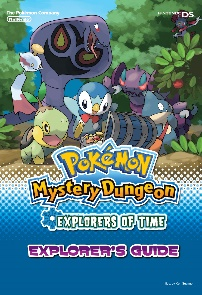 The Pokémon Company
Nintendo
NINTENDO DS
POKéMON
Mystery Dungeon
EXPLORERS OF TIME
EXPLORER'S GUIDE